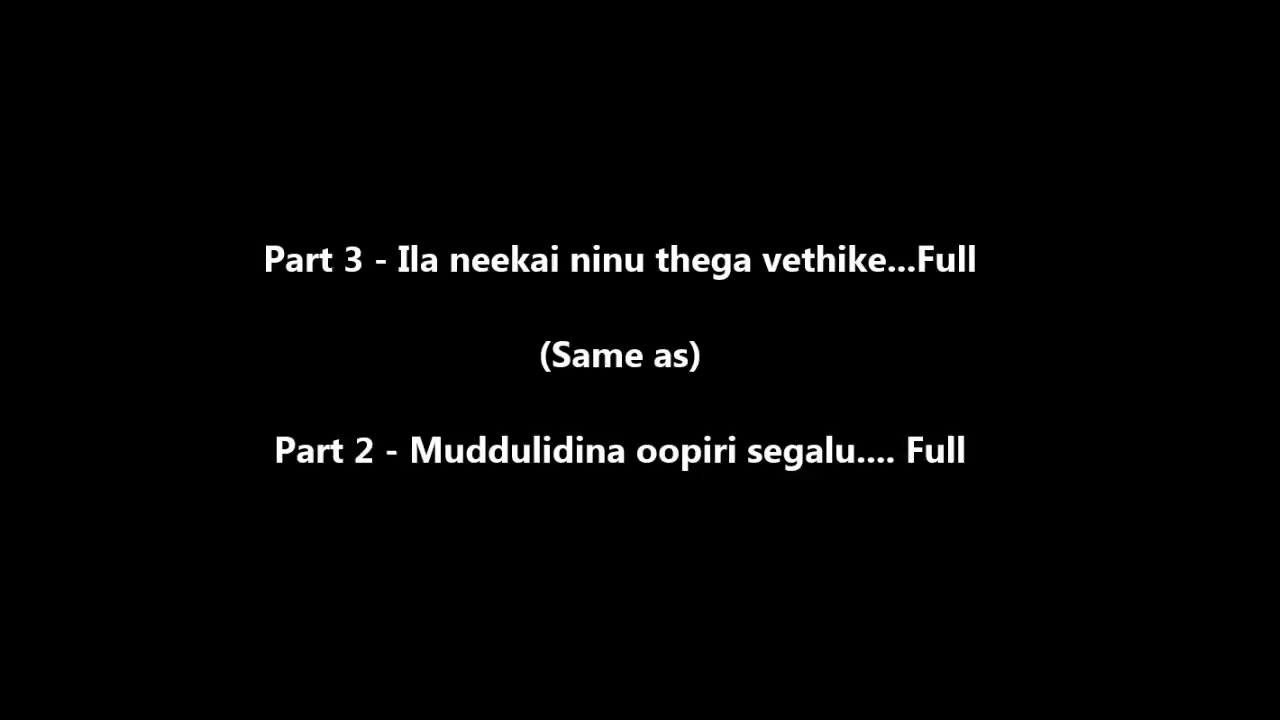 Part 3 - Ila neekai ninu thega vethike...Full
(Same as)
Part 2 - Muddulidina oopiri segalu.... Full